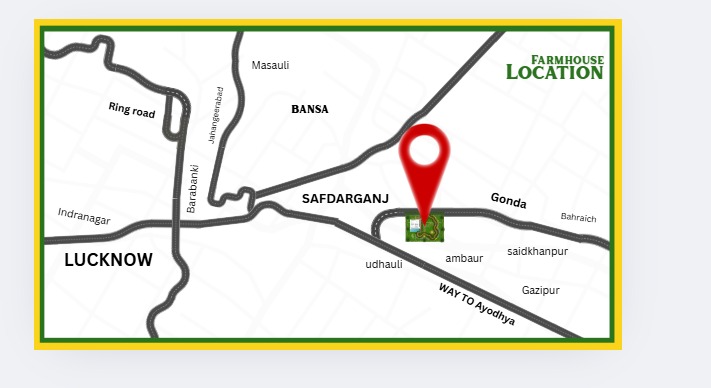 FARMHOUSE
LOCATION
Masauli
BANSA
Ring road
Jahangeerabad
Barabanki
SAFDARGANJ
Gonda
Indranagar
Bahraich
LUCKNOW
udhauli
ambaur
saidkhanpur
WAY TO Ayodhya
Gazipur